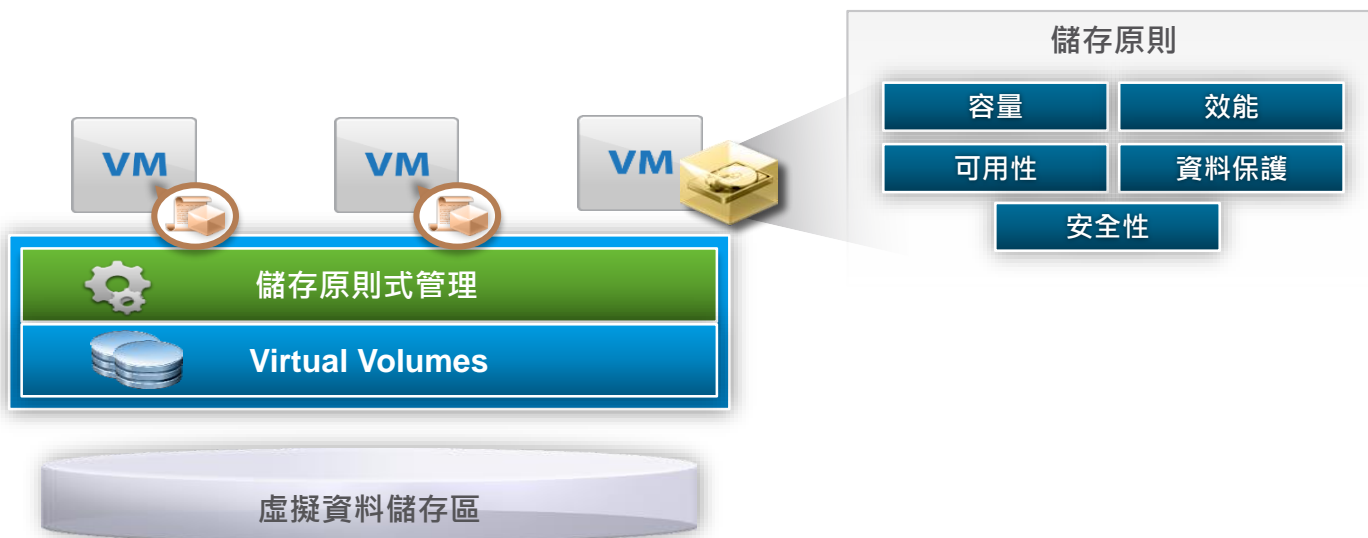 儲存原則
容量
效能
可用性
資料保護
安全性
VM
VM
VM
儲存原則式管理
Virtual Volumes
虛擬資料儲存區